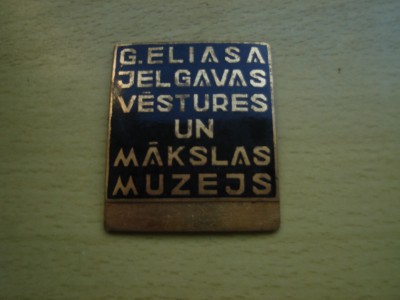 G.ELIASA
JELGAVAS
VĒSTURES
UN
MĀKSLAS
MUZEJS